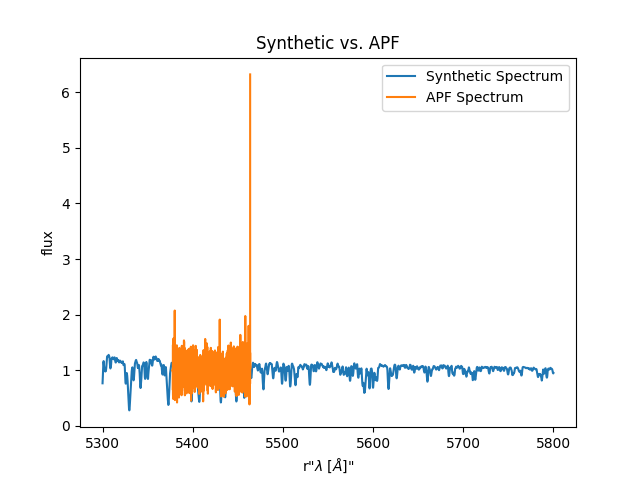 Synthetic vs. APF
Synthetic Spectrum
APF Spectrum
6
5
4
3
2
1
0
flux
5300 5400 5500 5600 5700 5800
r"λ [Å]"